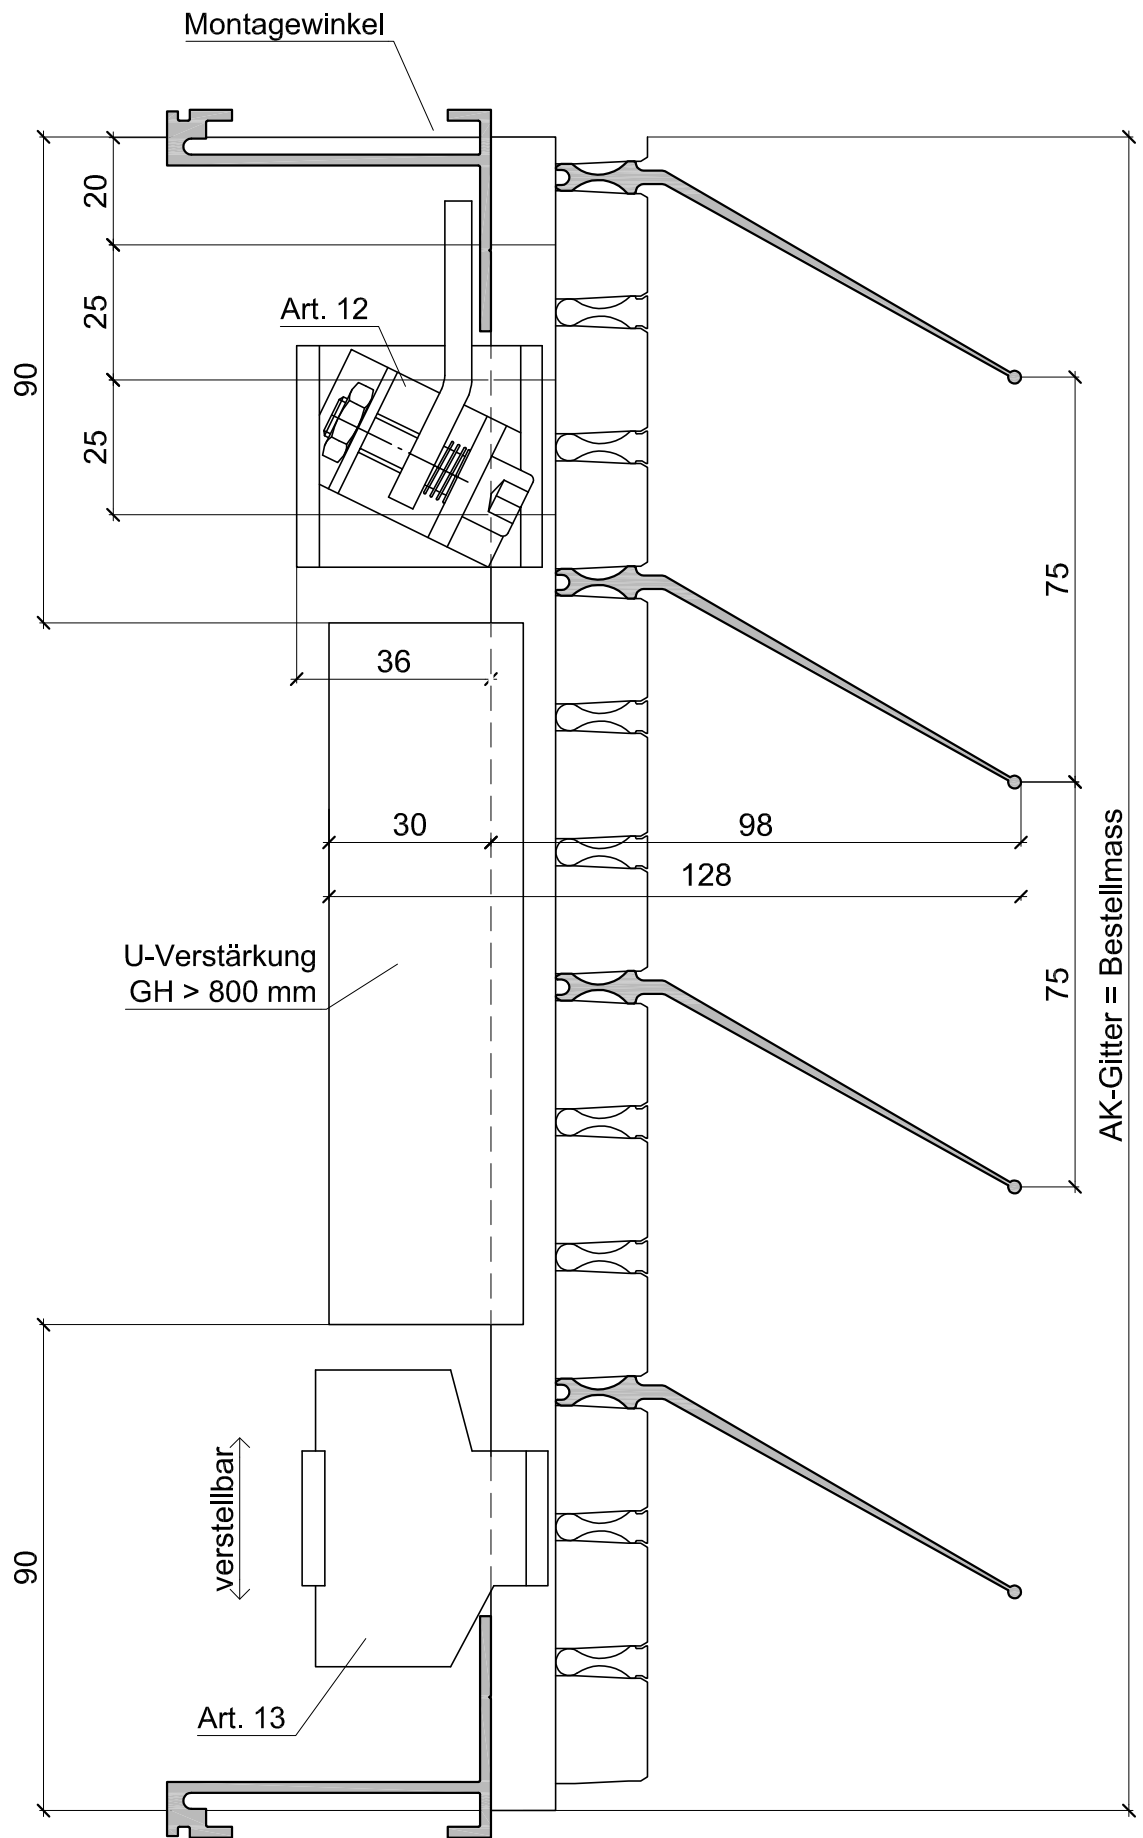 Montagewinkel
20
25
90
Art. 12
25
75
36
30
98
128
U-Verstärkung
GH > 800 mm
75
AK-Gitter = Bestellmass
verstellbar
90
Art. 13